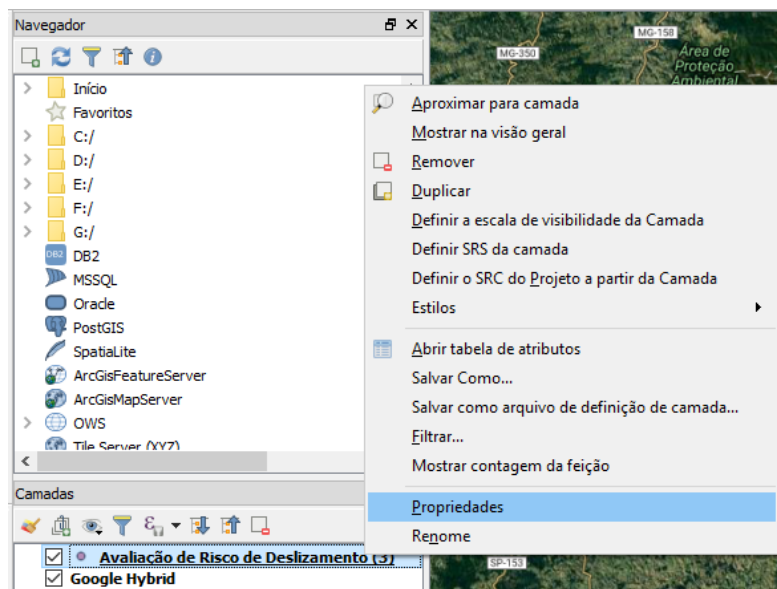 Navegador
Início
Favoritos
C:/
D:/
E:/
F:/
G:/
DB2
DB2
MSSQL
Oracle
PostGIS
SpatiaLite
ArcGisFeatureServer
ArcGisMapServer
OWS
Tile Server (XYZ)
Camadas
Avaliação de Risco de Deslizamento (3)
Google Hybrid
MG-158
MG-350
Área de
Proteção
Ambiental
Aproximar para camada
Mostrar na visão geral
Remover
Duplicar
Definir a escala de visibilidade da Camada
Definir SRS da camada
Definir o SRC do Projeto a partir da Camada
Estilos
Abrir tabela de atributos
Salvar Como...
Salvar como arquivo de definição de camada...
Filtrar...
Mostrar contagem da feição
Propriedades
Renome
SP-153